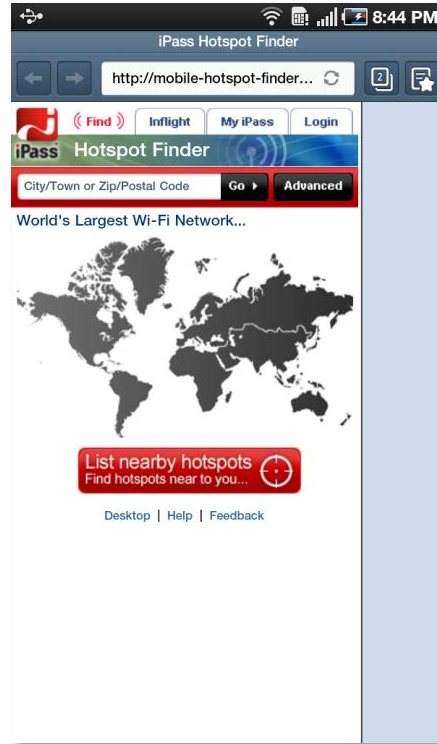 8:44 PM
iPass Hotspot Finder
http://mobile-hotspot-finder...
2
Find Inflight My iPass Login
iPass Hotspot Finder
City/Town or Zip/Postal Code Go Advanced
World's Largest Wi-Fi Network...
List nearby hotspots
Find hotspots near to you...
Desktop | Help | Feedback